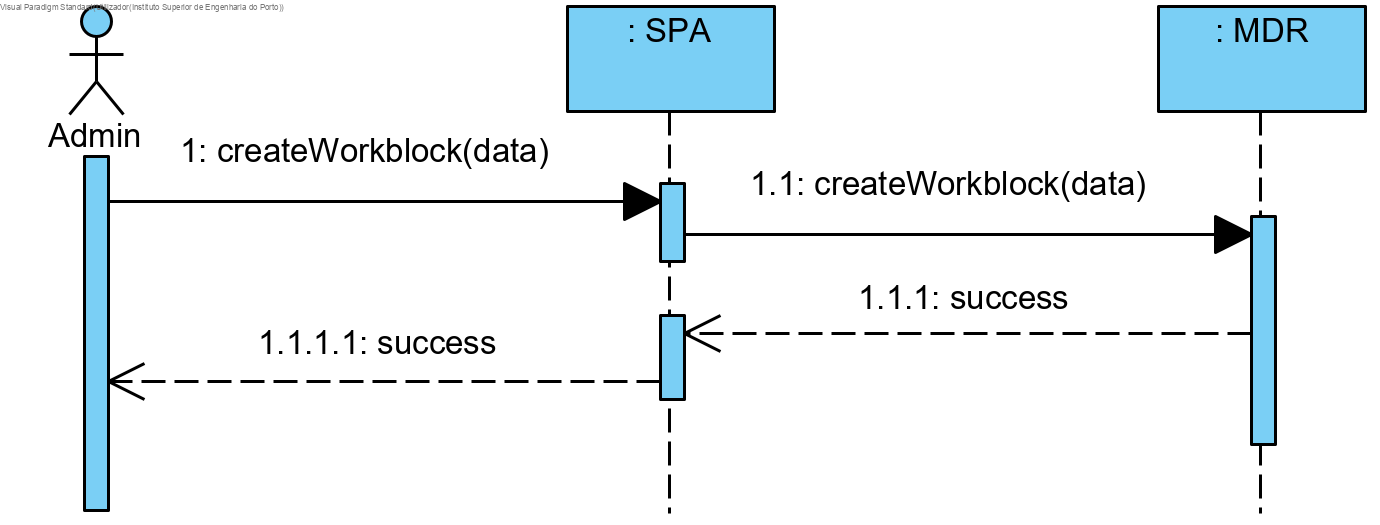 Visual Paradigm Standard(Utilizador(Instituto Superior de Engenharia do Porto))
: SPA
: MDR
Admin
1: createWorkblock(data)
1.1: createWorkblock(data)
1.1.1: success
1.1.1.1: success